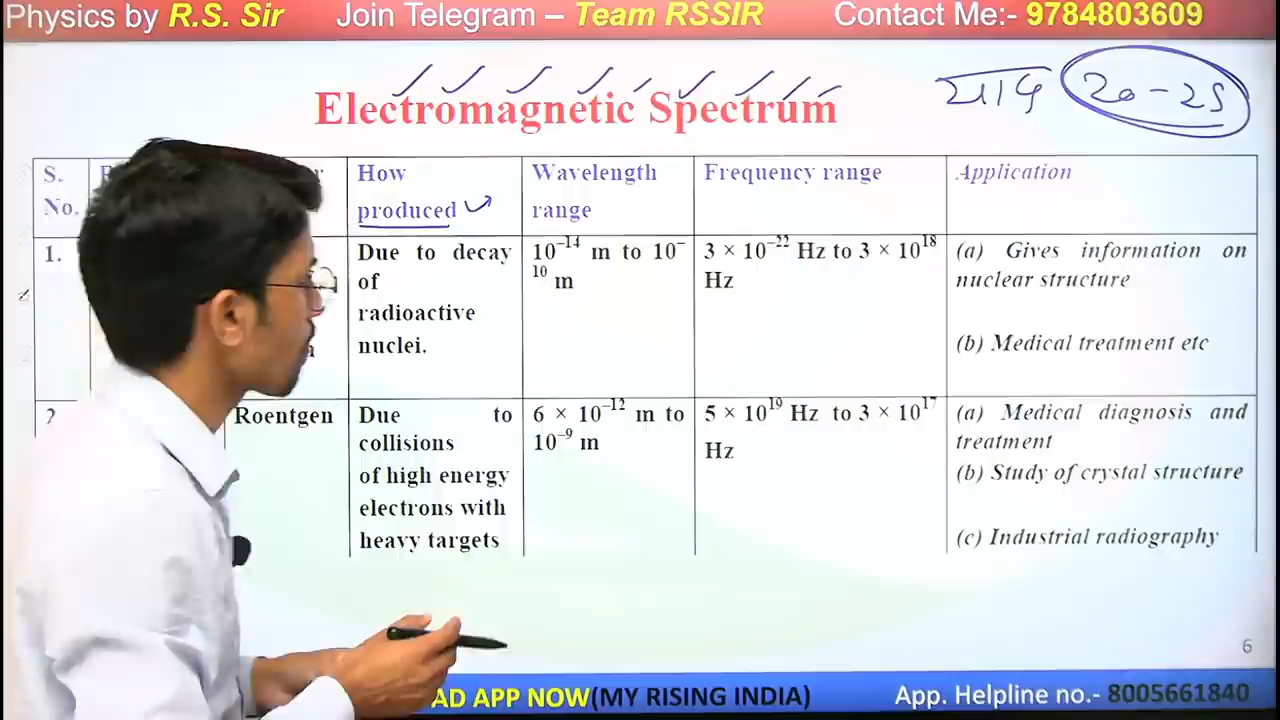 Physics by R.S. Sir Join Telegram – Team RSSIR Contact Me:- 9784803609
याद 20-25
Electromagnetic Spectrum
S. No.
How produced
Wavelength range
Frequency range
Application
1.
Due to decay of radioactive nuclei.
10⁻¹⁴ m to 10⁻¹⁰ m
3 × 10⁻²² Hz to 3 × 10¹⁸ Hz
(a) Gives information on nuclear structure
(b) Medical treatment etc
Roentgen
Due to collisions of high energy electrons with heavy targets
6 × 10⁻¹² m to 10⁻⁹ m
5 × 10¹⁹ Hz to 3 × 10¹⁷ Hz
(a) Medical diagnosis and treatment
(b) Study of crystal structure
(c) Industrial radiography
6
AD APP NOW(MY RISING INDIA) App. Helpline no.- 8005661840